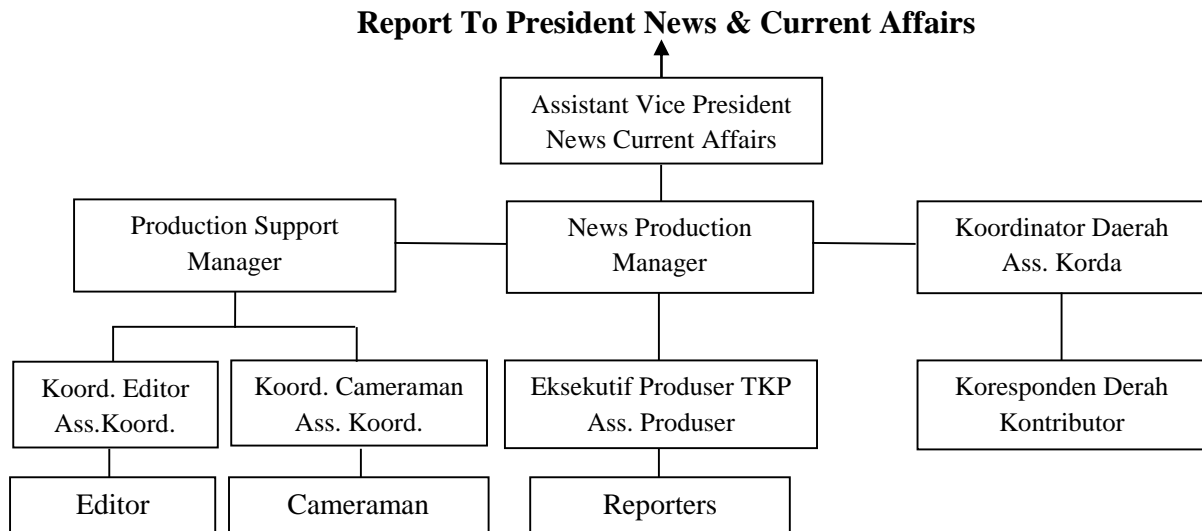 Report To President News & Current Affairs
Assistant Vice President
News Current Affairs
Production Support
Manager
News Production
Manager
Koordinator Daerah
Ass. Korda
Koord. Editor
Ass.Koord.
Koord. Cameraman
Ass. Koord.
Eksekutif Produser TKP
Ass. Produser
Koresponden Derah
Kontributor
Editor
Cameraman
Reporters